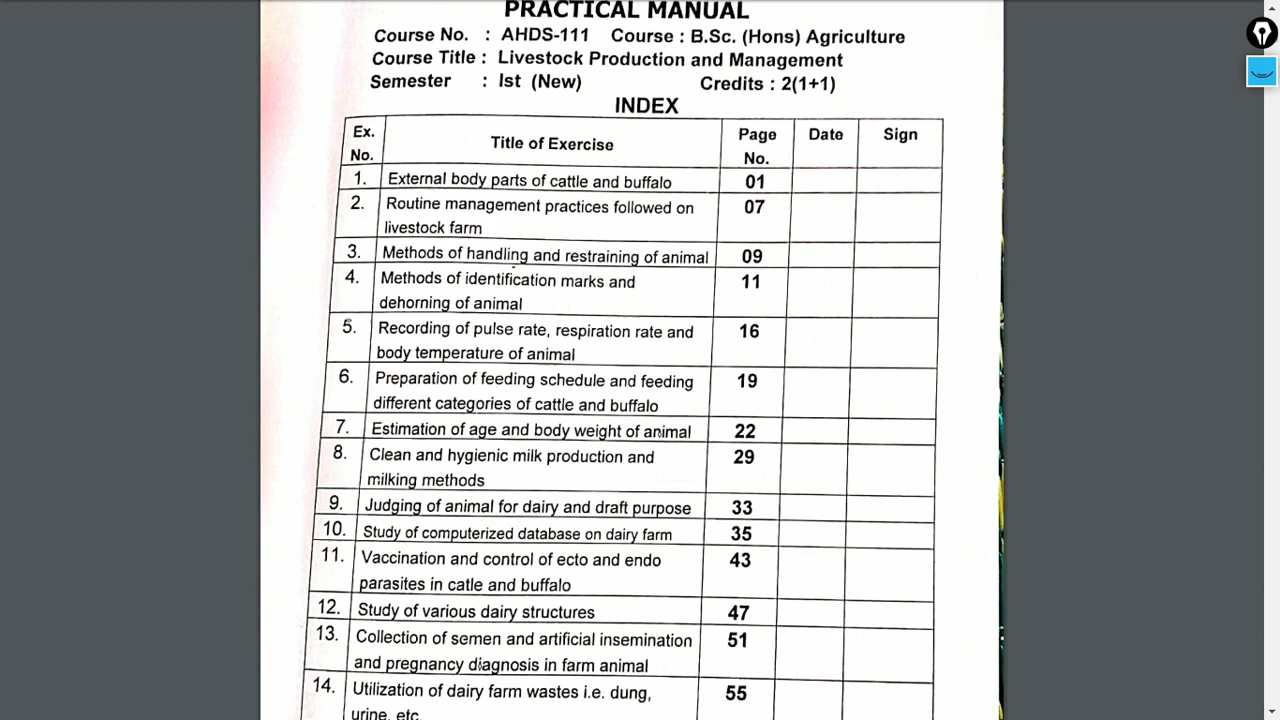 PRACTICAL MANUAL
Course No. : AHDS-111 Course : B.Sc. (Hons) Agriculture
Course Title : Livestock Production and Management
Semester : Ist (New) Credits : 2(1+1)
INDEX
Ex. No. Title of Exercise Page No. Date Sign
1. External body parts of cattle and buffalo 01
2. Routine management practices followed on 07
livestock farm
3. Methods of handling and restraining of animal 09
4. Methods of identification marks and 11
dehorning of animal
5. Recording of pulse rate, respiration rate and 16
body temperature of animal
6. Preparation of feeding schedule and feeding 19
different categories of cattle and buffalo
7. Estimation of age and body weight of animal 22
8. Clean and hygienic milk production and 29
milking methods
9. Judging of animal for dairy and draft purpose 33
10. Study of computerized database on dairy farm 35
11. Vaccination and control of ecto and endo 43
parasites in catle and buffalo
12. Study of various dairy structures 47
13. Collection of semen and artificial insemination 51
and pregnancy diagnosis in farm animal
14. Utilization of dairy farm wastes i.e. dung, 55
urine, etc.